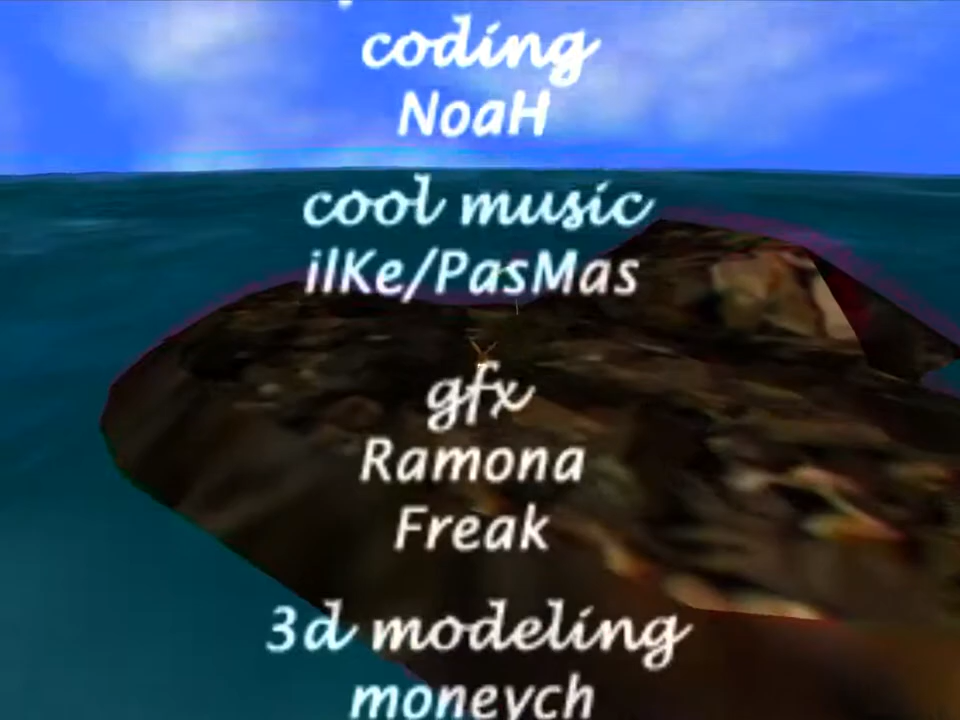 coding
NoaH
cool music
ilKe/PasMas
gfx
Ramona
Freak
3d modeling
moneych